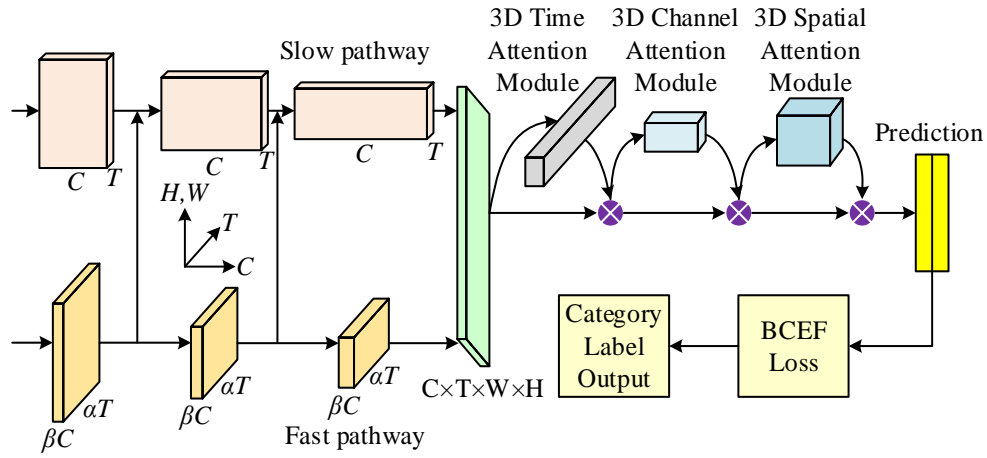 3D Time
Attention
Module
3D Channel
Attention
Module
3D Spatial
Attention
Module
Slow pathway
Prediction
C
T
C
T
C
T
H,W
T
C
βC
αT
βC
αT
βC
αT
Fast pathway
C×T×W×H
Category
Label
Output
BCEF
Loss